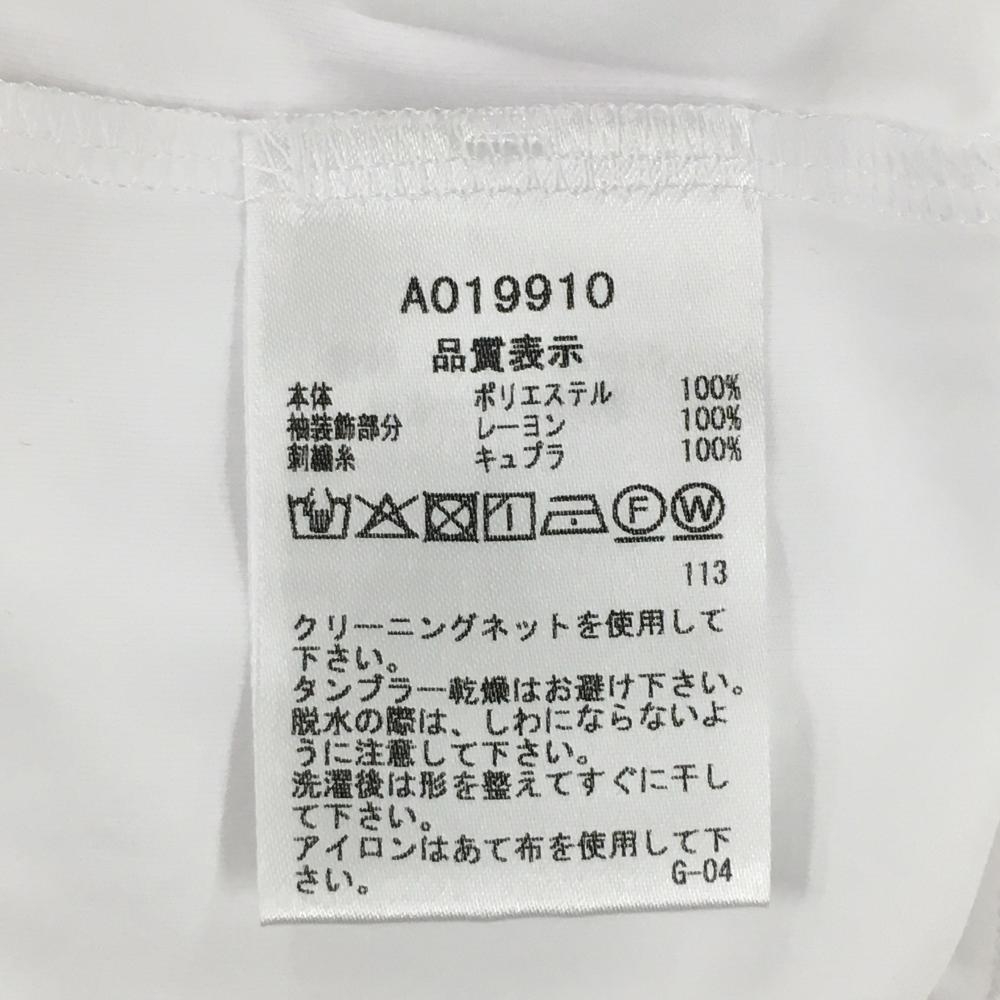 A019910
品質表示
本体 ポリエステル 100%
袖装飾部分 レーヨン 100%
刺繍糸 キュプラ 100%
F W
113
クリーニングネットを使用して
下さい。
タンブラー乾燥はお避け下さい。
脱水の際は、しわにならないよ
うに注意して下さい。
洗濯後は形を整えてすぐに干し
て下さい。
アイロンはあて布を使用して下
さい。 G-04